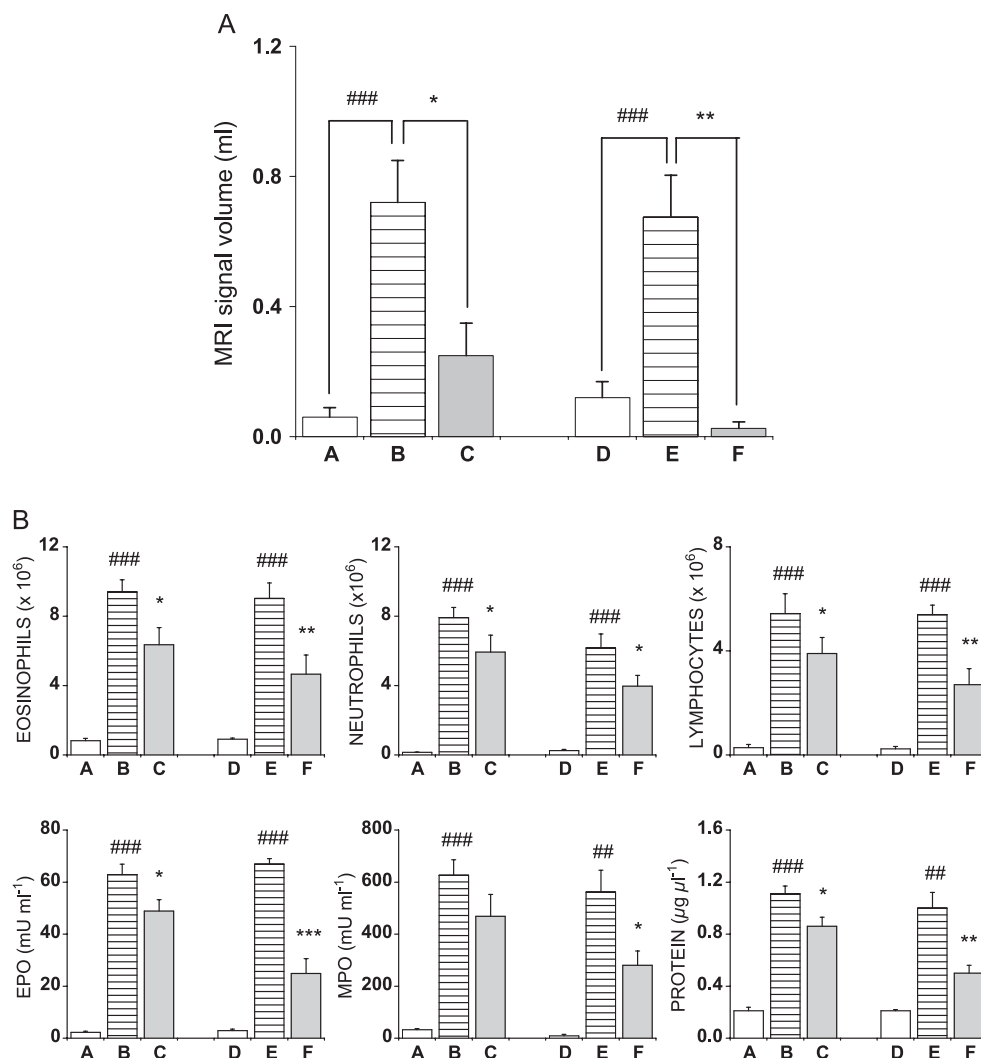 A
MRI signal volume (ml)
1.2
0.8
0.4
0.0
### * ### **
A B C D E F
B
EOSINOPHILS (x 10⁶)
12
8
4
0
### * ### **
A B C D E F
NEUTROPHILS (x10⁶)
12
8
4
0
### * ### *
A B C D E F
LYMPHOCYTES (x 10⁶)
8
4
0
### * ### **
A B C D E F
EPO (mU ml⁻¹)
80
60
40
20
0
### * ### ***
A B C D E F
MPO (mU ml⁻¹)
800
600
400
200
0
### ## *
A B C D E F
PROTEIN (µg µl⁻¹)
1.6
1.2
0.8
0.4
0.0
### * ## **
A B C D E F